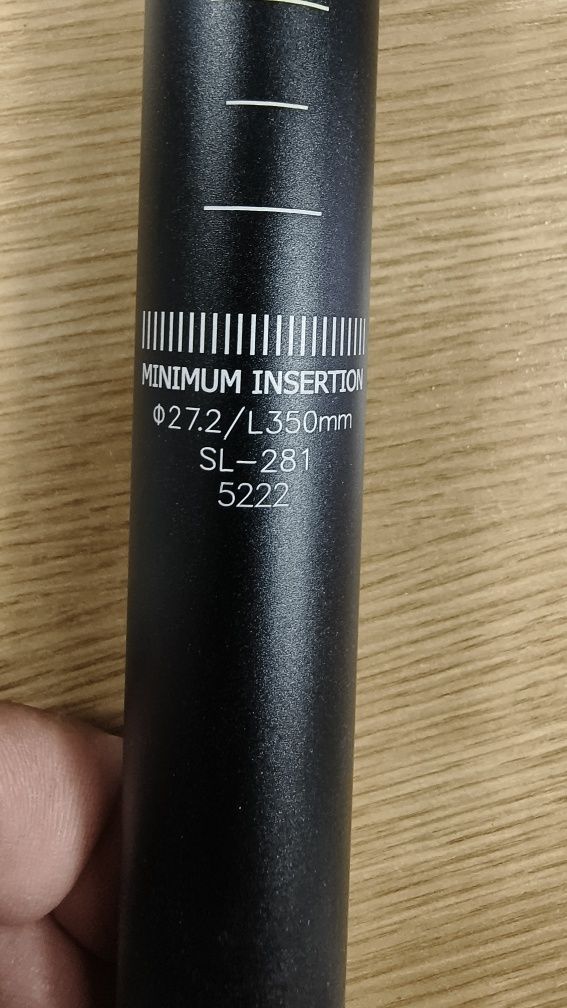 MINIMUM INSERTION
Φ27.2/L350mm
SL-281
5222